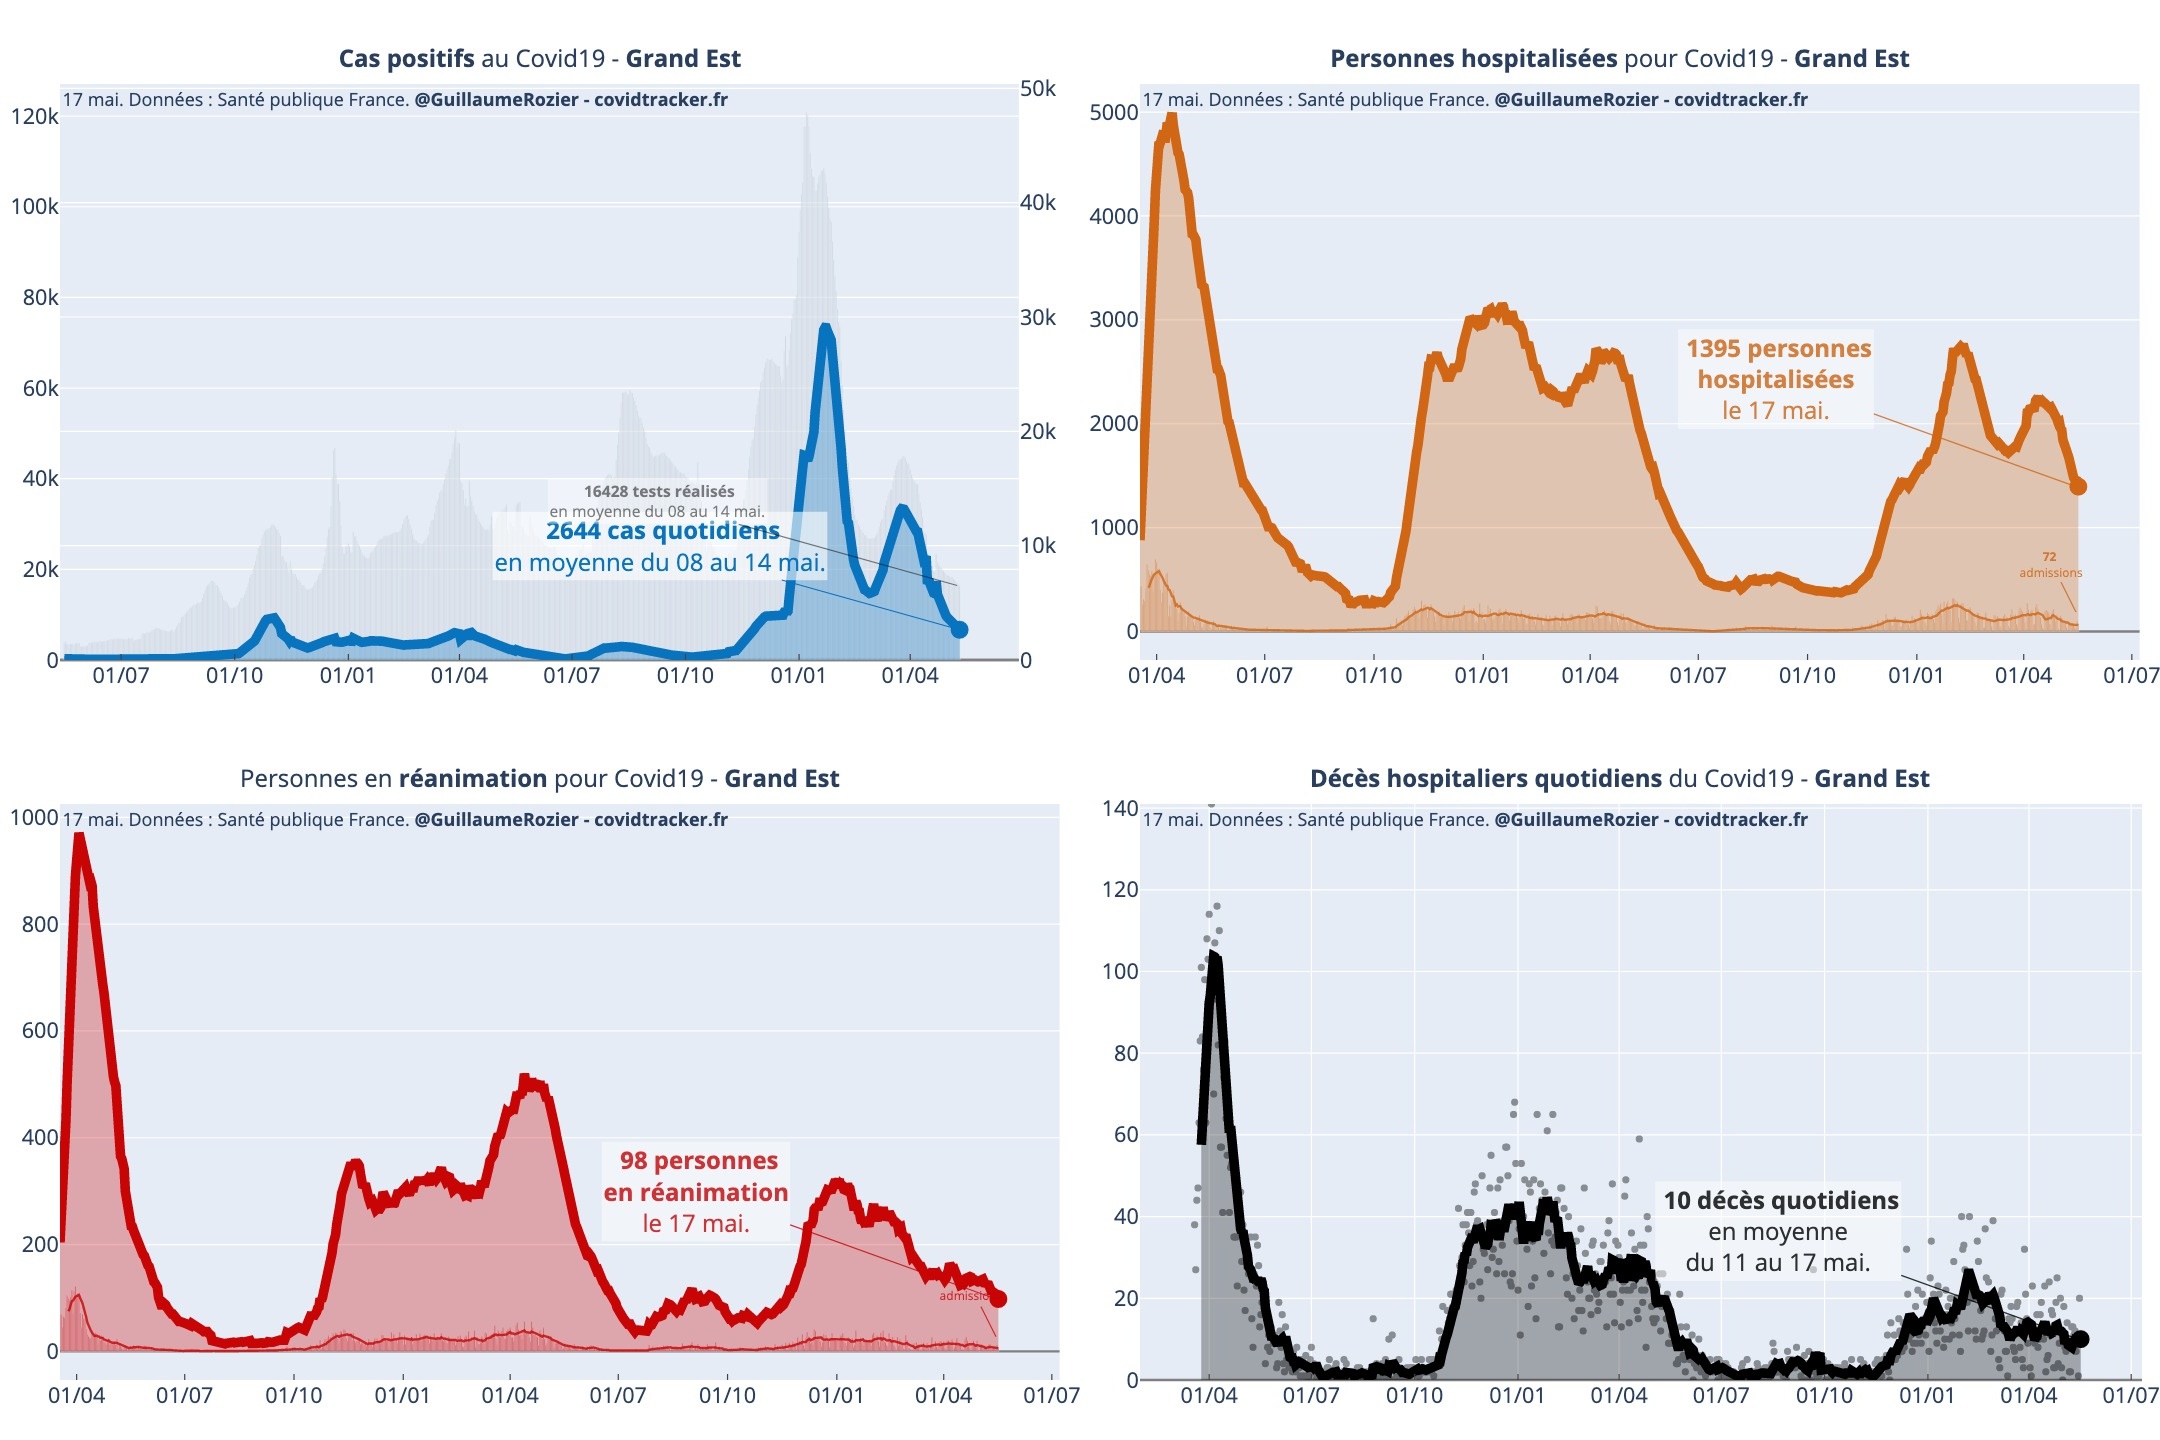 Cas positifs au Covid19 - Grand Est
17 mai. Données : Santé publique France. @GuillaumeRozier - covidtracker.fr
120k
100k
80k
60k
40k
20k
0
50k
40k
30k
20k
10k
0
16428 tests réalisés
en moyenne du 08 au 14 mai.
2644 cas quotidiens
en moyenne du 08 au 14 mai.
01/07 01/10 01/01 01/04 01/07 01/10 01/01 01/04
Personnes hospitalisées pour Covid19 - Grand Est
17 mai. Données : Santé publique France. @GuillaumeRozier - covidtracker.fr
5000
4000
3000
2000
1000
0
1395 personnes
hospitalisées
le 17 mai.
72
admissions
01/04 01/07 01/10 01/01 01/04 01/07 01/10 01/01 01/04 01/07
Personnes en réanimation pour Covid19 - Grand Est
17 mai. Données : Santé publique France. @GuillaumeRozier - covidtracker.fr
1000
800
600
400
200
0
98 personnes
en réanimation
le 17 mai.
01/04 01/07 01/10 01/01 01/04 01/07 01/10 01/01 01/04 01/07
Décès hospitaliers quotidiens du Covid19 - Grand Est
17 mai. Données : Santé publique France. @GuillaumeRozier - covidtracker.fr
140
120
100
80
60
40
20
0
10 décès quotidiens
en moyenne
du 11 au 17 mai.
01/04 01/07 01/10 01/01 01/04 01/07 01/10 01/01 01/04 01/07